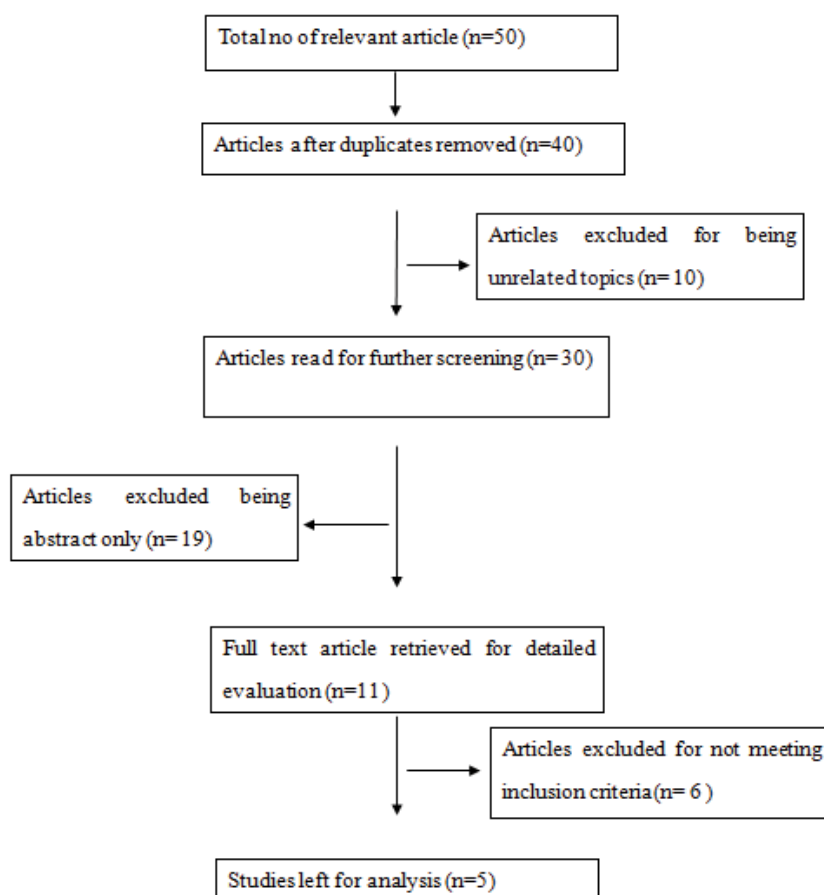 Total no of relevant article (n=50)
Articles after duplicates removed (n=40)
Articles excluded for being
unrelated topics (n= 10)
Articles read for further screening (n= 30)
Articles excluded being
abstract only (n= 19)
Full text article retrieved for detailed
evaluation (n=11)
Articles excluded for not meeting
inclusion criteria (n= 6 )
Studies left for analysis (n=5)